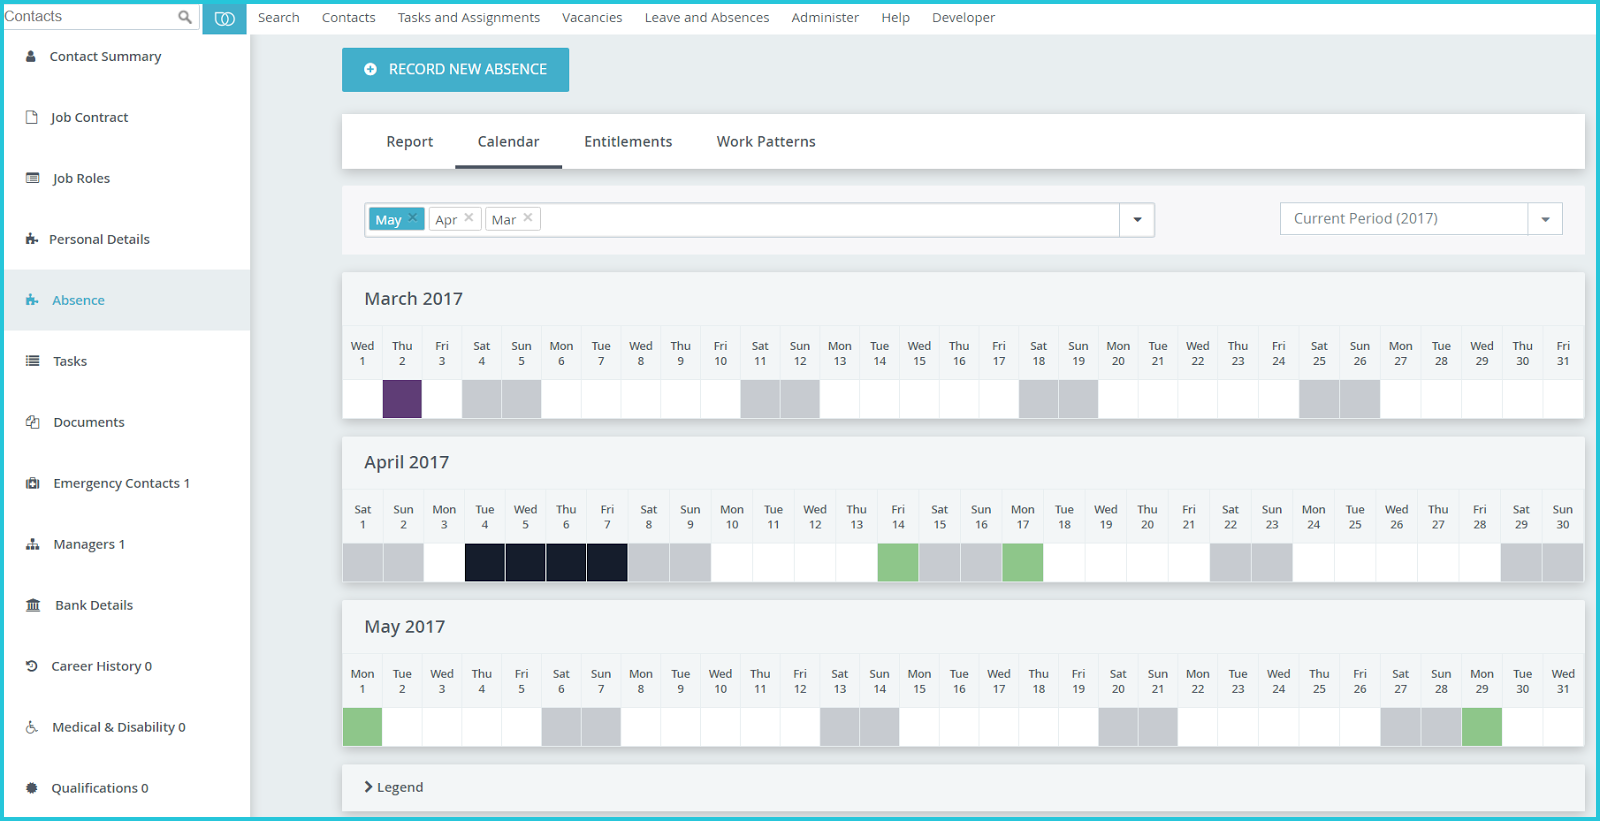 Contacts
Search Contacts Tasks and Assignments Vacancies Leave and Absences Administer Help Developer
Contact Summary
Job Contract
Job Roles
Personal Details
Absence
Tasks
Documents
Emergency Contacts 1
Managers 1
Bank Details
Career History 0
Medical & Disability 0
Qualifications 0
RECORD NEW ABSENCE
Report Calendar Entitlements Work Patterns
May × Apr × Mar ×
Current Period (2017)
March 2017
Wed Thu Fri Sat Sun Mon Tue Wed Thu Fri Sat Sun Mon Tue Wed Thu Fri Sat Sun Mon Tue Wed Thu Fri Sat Sun Mon Tue Wed Thu Fri
1 2 3 4 5 6 7 8 9 10 11 12 13 14 15 16 17 18 19 20 21 22 23 24 25 26 27 28 29 30 31
April 2017
Sat Sun Mon Tue Wed Thu Fri Sat Sun Mon Tue Wed Thu Fri Sat Sun Mon Tue Wed Thu Fri Sat Sun Mon Tue Wed Thu Fri Sat Sun
1 2 3 4 5 6 7 8 9 10 11 12 13 14 15 16 17 18 19 20 21 22 23 24 25 26 27 28 29 30
May 2017
Mon Tue Wed Thu Fri Sat Sun Mon Tue Wed Thu Fri Sat Sun Mon Tue Wed Thu Fri Sat Sun Mon Tue Wed Thu Fri Sat Sun Mon Tue Wed
1 2 3 4 5 6 7 8 9 10 11 12 13 14 15 16 17 18 19 20 21 22 23 24 25 26 27 28 29 30 31
Legend